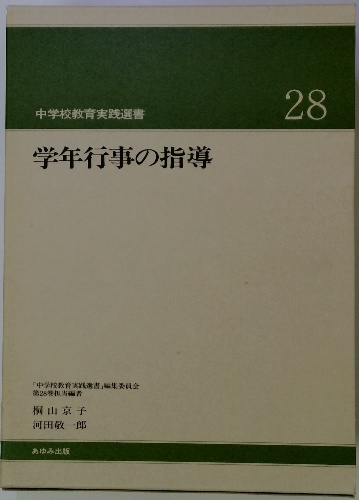 中学校教育実践選書
28
学年行事の指導
「中学校教育実践選書」編集委員会
第28巻担当編者
桐山京子
河田敬一郎
あゆみ出版